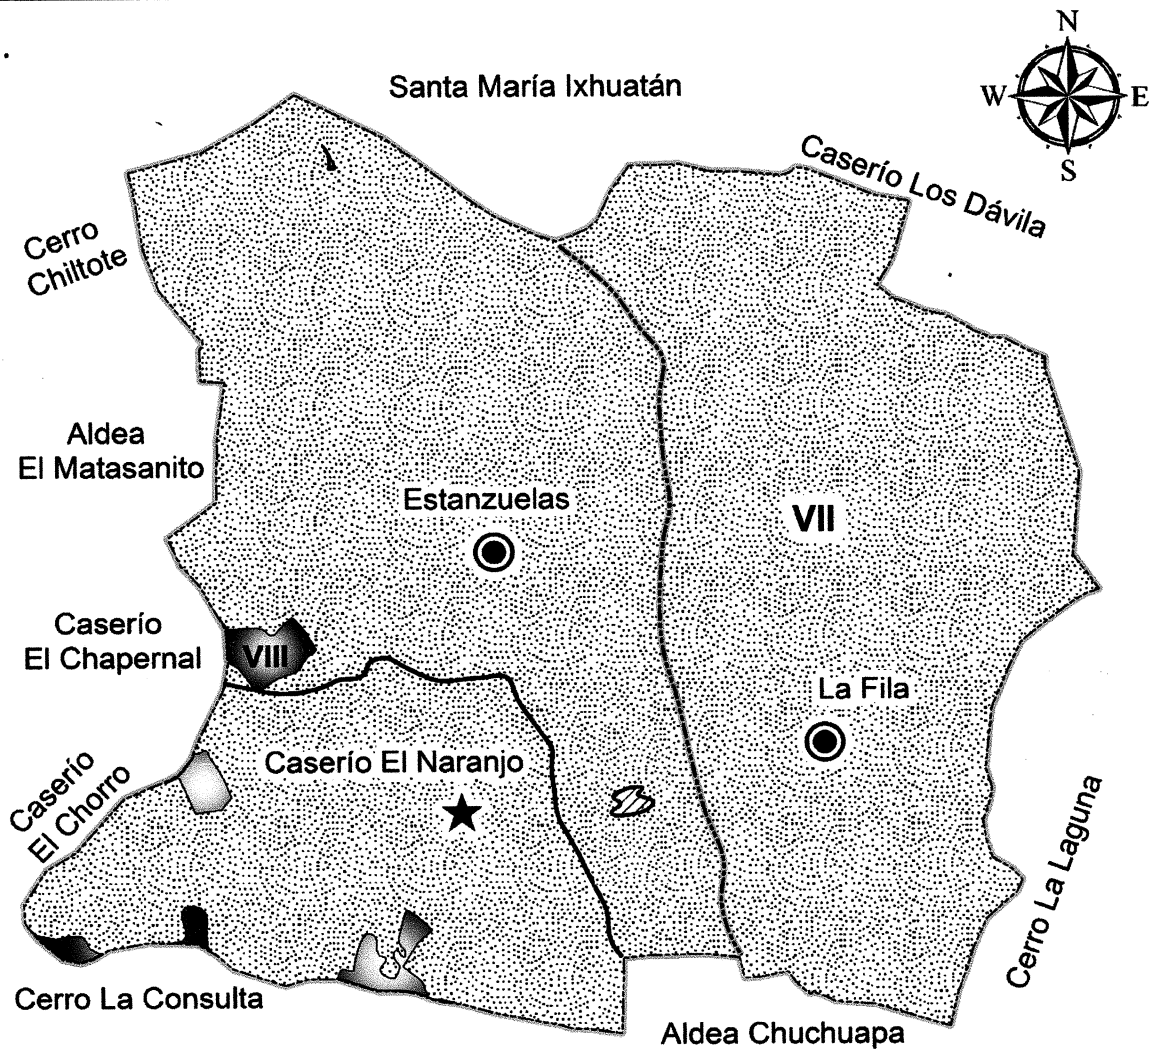 N
W E
S
Santa María Ixhuatán
Caserío Los Dávila
Cerro
Chiltote
Aldea
El Matasanito
Estanzuelas
VII
Caserío
El Chapernal
VIII
La Fila
Caserío El Naranjo
Caserío
El Chorro
Cerro La Laguna
Cerro La Consulta
Aldea Chuchuapa